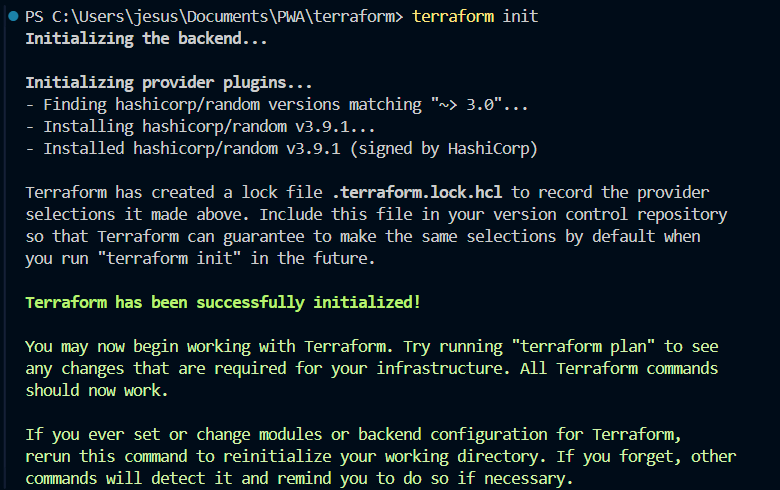 PS C:\Users\jesus\Documents\PWA\terraform> terraform init
Initializing the backend...
Initializing provider plugins...
- Finding hashicorp/random versions matching "~> 3.0"...
- Installing hashicorp/random v3.9.1...
- Installed hashicorp/random v3.9.1 (signed by HashiCorp)
Terraform has created a lock file .terraform.lock.hcl to record the provider
selections it made above. Include this file in your version control repository
so that Terraform can guarantee to make the same selections by default when
you run "terraform init" in the future.
Terraform has been successfully initialized!
You may now begin working with Terraform. Try running "terraform plan" to see
any changes that are required for your infrastructure. All Terraform commands
should now work.
If you ever set or change modules or backend configuration for Terraform,
rerun this command to reinitialize your working directory. If you forget, other
commands will detect it and remind you to do so if necessary.